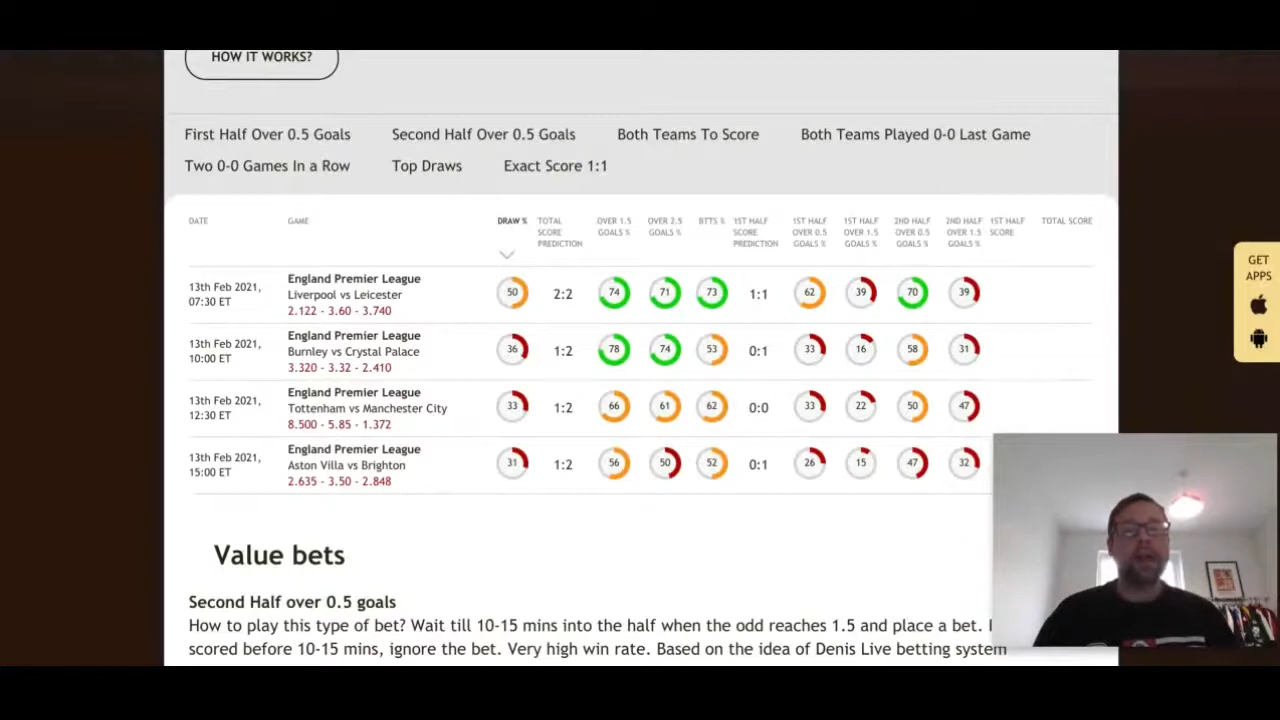 HOW IT WORKS?
First Half Over 0.5 Goals Second Half Over 0.5 Goals Both Teams To Score Both Teams Played 0-0 Last Game
Two 0-0 Games In a Row Top Draws Exact Score 1:1
DATE GAME DRAW % TOTAL SCORE PREDICTION OVER 1.5 GOALS % OVER 2.5 GOALS % BTTS % 1ST HALF SCORE PREDICTION 1ST HALF OVER 0.5 GOALS % 1ST HALF OVER 1.5 GOALS % 2ND HALF OVER 0.5 GOALS % 2ND HALF OVER 1.5 GOALS % 1ST HALF SCORE TOTAL SCORE
GET
APPS
England Premier League
13th Feb 2021, 07:30 ET Liverpool vs Leicester 50 2:2 74 71 73 1:1 62 39 70 39
2.122 - 3.60 - 3.740
England Premier League
13th Feb 2021, 10:00 ET Burnley vs Crystal Palace 36 1:2 78 74 53 0:1 33 16 58 31
3.320 - 3.32 - 2.410
England Premier League
13th Feb 2021, 12:30 ET Tottenham vs Manchester City 33 1:2 66 61 62 0:0 33 22 50 47
8.500 - 5.85 - 1.372
England Premier League
13th Feb 2021, 15:00 ET Aston Villa vs Brighton 31 1:2 56 50 52 0:1 26 15 47 32
2.635 - 3.50 - 2.848
Value bets
Second Half over 0.5 goals
How to play this type of bet? Wait till 10-15 mins into the half when the odd reaches 1.5 and place a bet.
scored before 10-15 mins, ignore the bet. Very high win rate. Based on the idea of Denis Live betting system